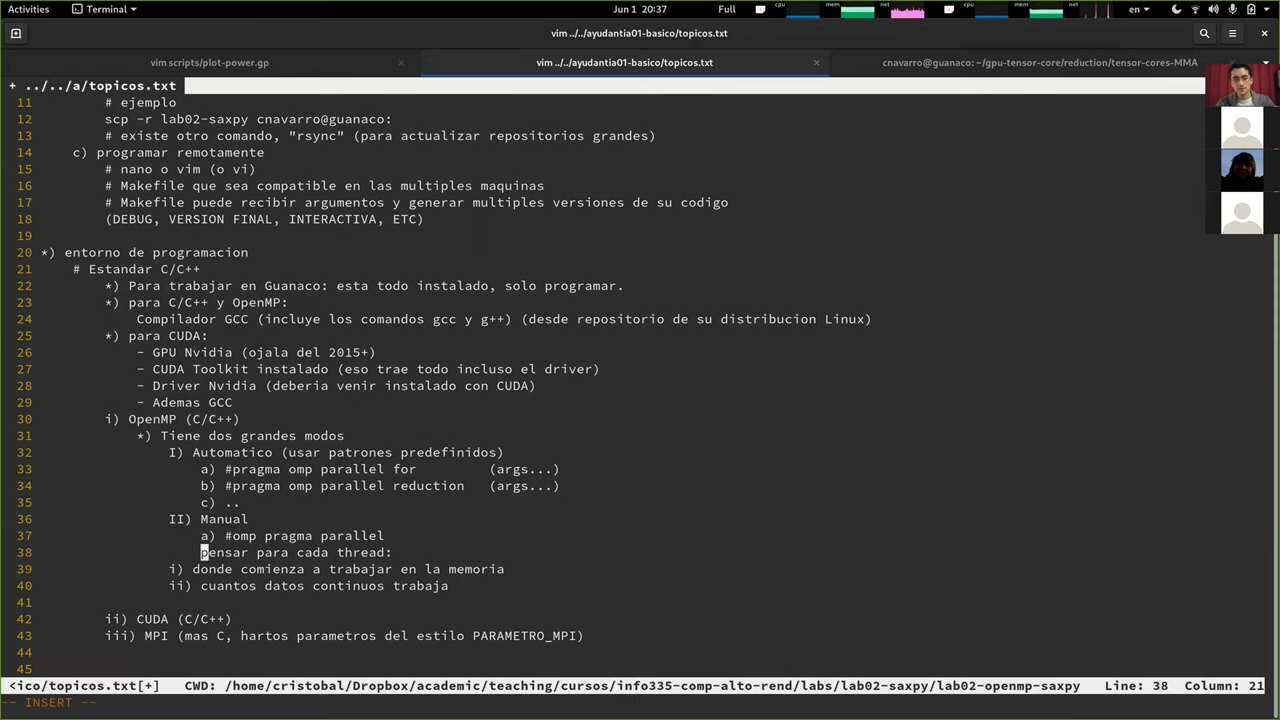 Activities Terminal Jun 1 20:37 Full cpu mem net cpu mem net en
vim ../../ayudantia01-basico/topicos.txt
vim scripts/plot-power.gp vim ../../ayudantia01-basico/topicos.txt cnavarro@guanaco:~/gpu-tensor-core/reduction/tensor-cores-MMA
+ ../../a/topicos.txt
11 # ejemplo
12 scp -r lab02-saxpy cnavarro@guanaco:
13 # existe otro comando, "rsync" (para actualizar repositorios grandes)
14 c) programar remotamente
15 # nano o vim (o vi)
16 # Makefile que sea compatible en las multiples maquinas
17 # Makefile puede recibir argumentos y generar multiples versiones de su codigo
18 (DEBUG, VERSION FINAL, INTERACTIVA, ETC)
19
20 *) entorno de programacion
21 # Estandar C/C++
22 *) Para trabajar en Guanaco: esta todo instalado, solo programar.
23 *) para C/C++ y OpenMP:
24 Compilador GCC (incluye los comandos gcc y g++) (desde repositorio de su distribucion Linux)
25 *) para CUDA:
26 - GPU Nvidia (ojala del 2015+)
27 - CUDA Toolkit instalado (eso trae todo incluso el driver)
28 - Driver Nvidia (deberia venir instalado con CUDA)
29 - Ademas GCC
30 i) OpenMP (C/C++)
31 *) Tiene dos grandes modos
32 I) Automatico (usar patrones predefinidos)
33 a) #pragma omp parallel for (args...)
34 b) #pragma omp parallel reduction (args...)
35 c) ..
36 II) Manual
37 a) #omp pragma parallel
38 pensar para cada thread:
39 i) donde comienza a trabajar en la memoria
40 ii) cuantos datos continuos trabaja
41
42 ii) CUDA (C/C++)
43 iii) MPI (mas C, hartos parametros del estilo PARAMETRO_MPI)
44
45
<ico/topicos.txt[+] CWD: /home/cristobal/Dropbox/academic/teaching/cursos/info335-comp-alto-rend/labs/lab02-saxpy/lab02-openmp-saxpy Line: 38 Column: 21
-- INSERT --